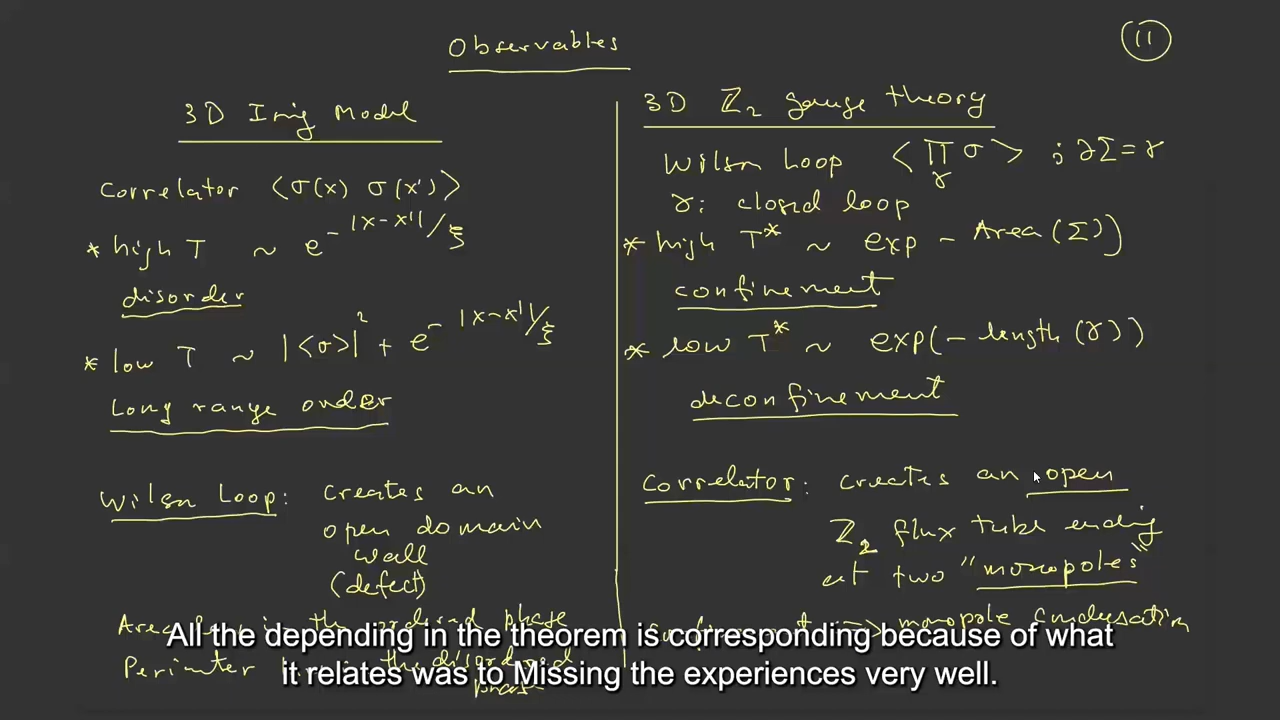 Observables
11
3D Ising Model
correlator ⟨σ(x) σ(x')⟩
* high T ~ e^{-|x-x'|/ξ}
disorder
* low T ~ |⟨σ⟩|² + e^{-|x-x'|/ξ}
Long range order
Wilson Loop: creates an
open domain
wall
(defect)
phase
Perimeter
3D ℤ₂ gauge theory
Wilson Loop ⟨∏_γ σ⟩ ; ∂Σ = γ
γ: closed loop
* high T* ~ exp - Area(Σ))
confinement
* low T* ~ exp(- length(γ))
deconfinement
Correlator: creates an open
ℤ₂ flux tube ending
at two "monopoles"
=> monopole condensation
All the depending in the theorem is corresponding because of what
it relates was to Missing the experiences very well.